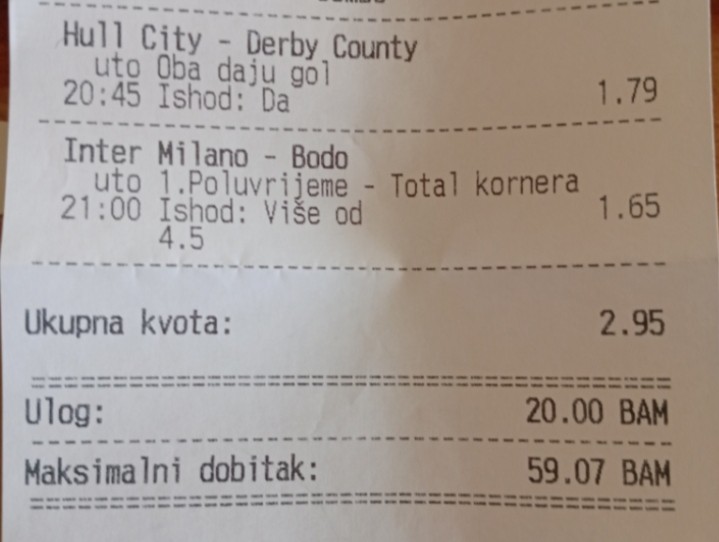 Hull City - Derby County
uto Oba daju gol
20:45 Ishod: Da 1.79
Inter Milano - Bodo
uto 1.Poluvrijeme - Total kornera
21:00 Ishod: Više od 1.65
4.5
Ukupna kvota: 2.95
Ulog: 20.00 BAM
Maksimalni dobitak: 59.07 BAM